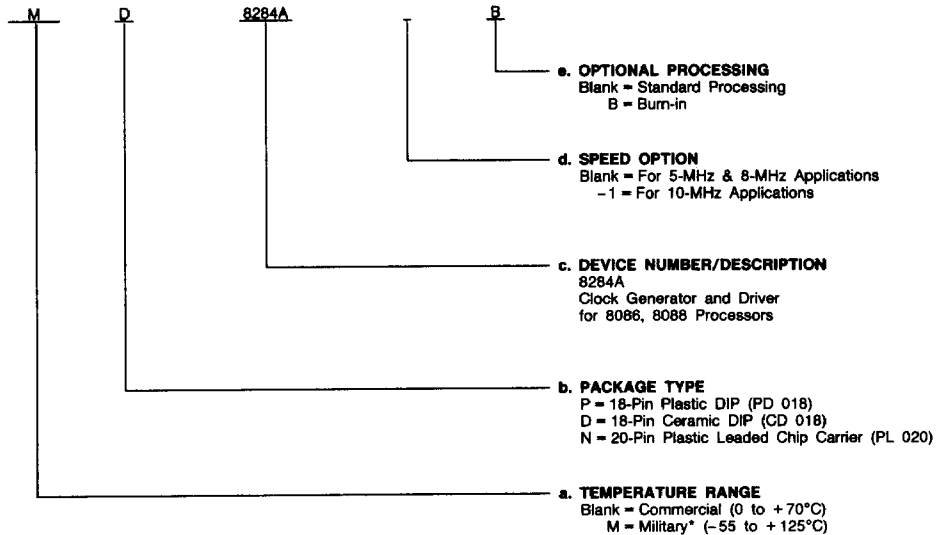 M D 8284A - B
e. OPTIONAL PROCESSING
Blank = Standard Processing
B = Burn-in
d. SPEED OPTION
Blank = For 5-MHz & 8-MHz Applications
-1 = For 10-MHz Applications
c. DEVICE NUMBER/DESCRIPTION
8284A
Clock Generator and Driver
for 8086, 8088 Processors
b. PACKAGE TYPE
P = 18-Pin Plastic DIP (PD 018)
D = 18-Pin Ceramic DIP (CD 018)
N = 20-Pin Plastic Leaded Chip Carrier (PL 020)
a. TEMPERATURE RANGE
Blank = Commercial (0 to +70°C)
M = Military* (-55 to +125°C)